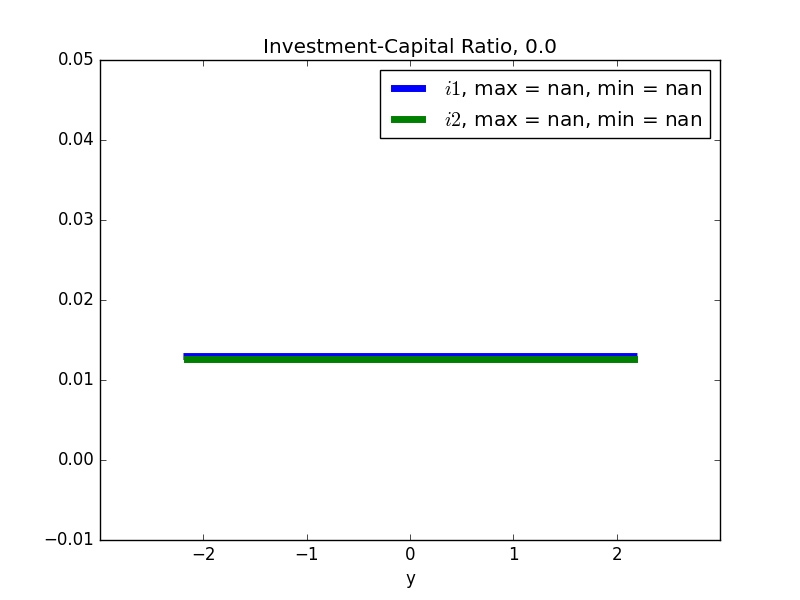 Investment-Capital Ratio, 0.0
0.05
0.04
0.03
0.02
0.01
0.00
−0.01
i1, max = nan, min = nan
i2, max = nan, min = nan
−2 −1 0 1 2
y